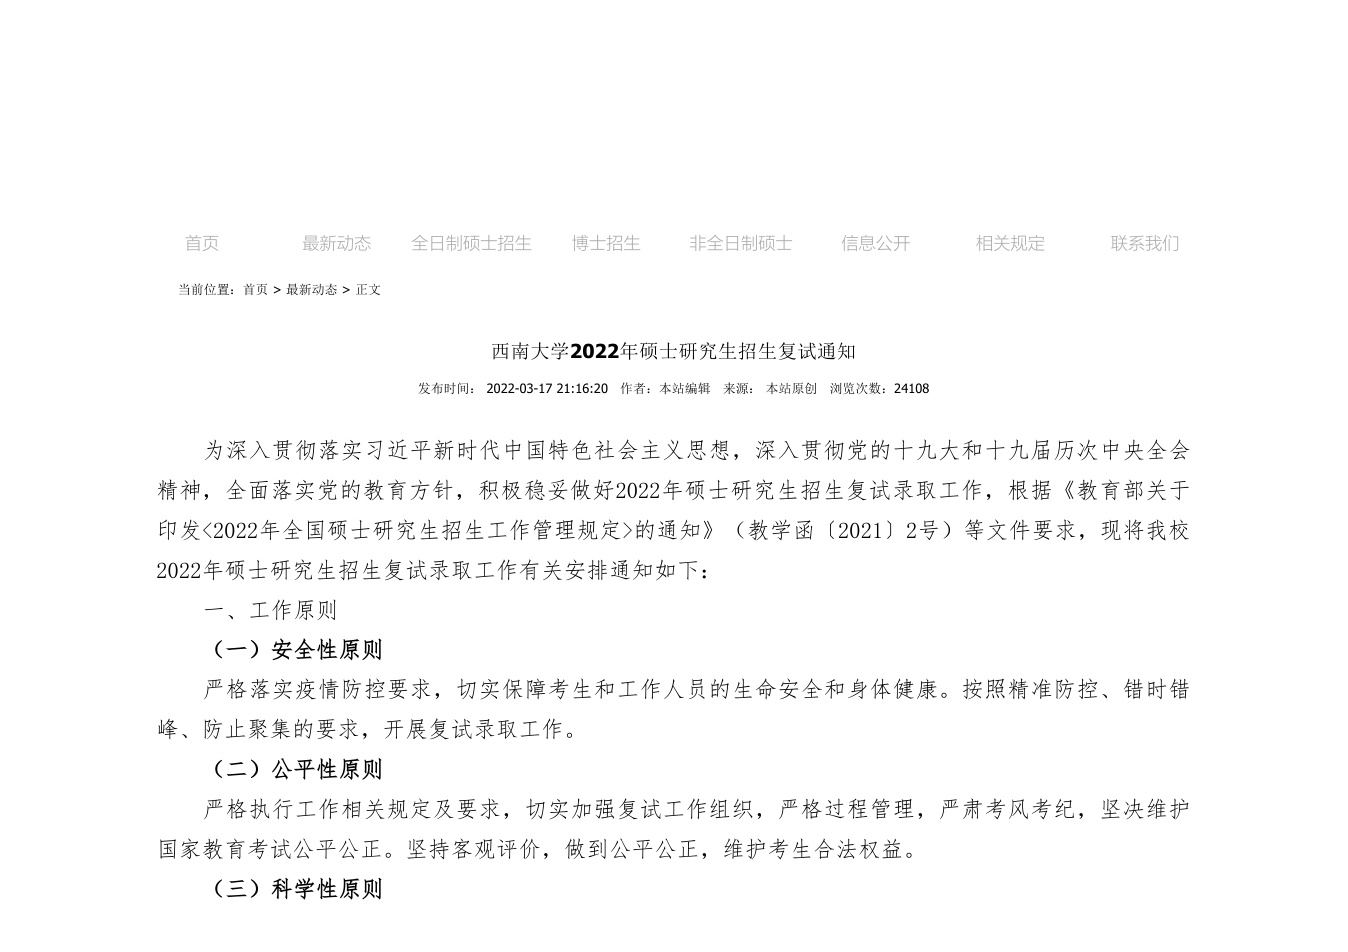 首页 最新动态 全日制硕士招生 博士招生 非全日制硕士 信息公开 相关规定 联系我们
当前位置：首页 > 最新动态 > 正文
西南大学2022年硕士研究生招生复试通知
发布时间： 2022-03-17 21:16:20 作者：本站编辑 来源： 本站原创 浏览次数：24108
为深入贯彻落实习近平新时代中国特色社会主义思想，深入贯彻党的十九大和十九届历次中央全会
精神，全面落实党的教育方针，积极稳妥做好2022年硕士研究生招生复试录取工作，根据《教育部关于
印发<2022年全国硕士研究生招生工作管理规定>的通知》（教学函〔2021〕2号）等文件要求，现将我校
2022年硕士研究生招生复试录取工作有关安排通知如下：
一、工作原则
（一）安全性原则
严格落实疫情防控要求，切实保障考生和工作人员的生命安全和身体健康。按照精准防控、错时错
峰、防止聚集的要求，开展复试录取工作。
（二）公平性原则
严格执行工作相关规定及要求，切实加强复试工作组织，严格过程管理，严肃考风考纪，坚决维护
国家教育考试公平公正。坚持客观评价，做到公平公正，维护考生合法权益。
（三）科学性原则